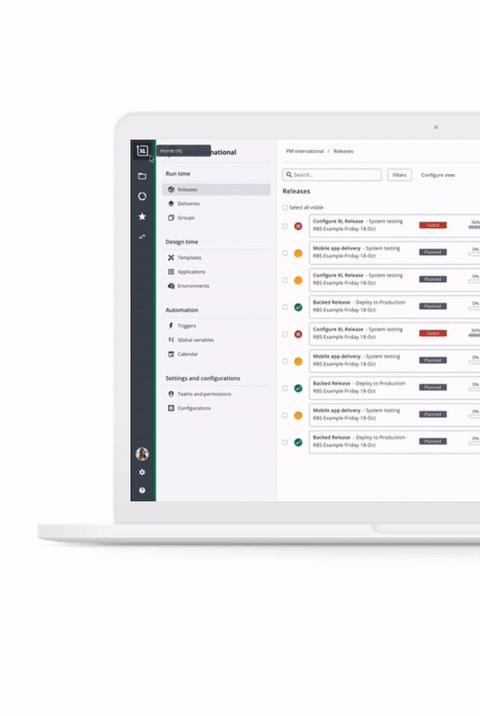 XL
Home (H)
national
Run time
Releases
Deliveries
Groups
Design time
Templates
Applications
Environments
Automation
Triggers
Global variables
Calendar
Settings and configurations
Teams and permissions
Configurations
PM international / Releases
Search...
Filters
Configure view
Releases
Select all visible
Configure XL Release - System testing
RBS Example Friday 18-Oct
Failed
36%
Mobile app delivery - System testing
RBS Example Friday 18-Oct
Planned
0%
Configure XL Release - System testing
RBS Example Friday 18-Oct
Planned
0%
Backed Release - Deploy to Production
RBS Example Friday 18-Oct
Planned
0%
Configure XL Release - System testing
RBS Example Friday 18-Oct
Failed
36%
Mobile app delivery - System testing
RBS Example Friday 18-Oct
Planned
0%
Backed Release - Deploy to Production
RBS Example Friday 18-Oct
Planned
0%
Mobile app delivery - System testing
RBS Example Friday 18-Oct
Planned
0%
Backed Release - Deploy to Production
RBS Example Friday 18-Oct
Planned
0%